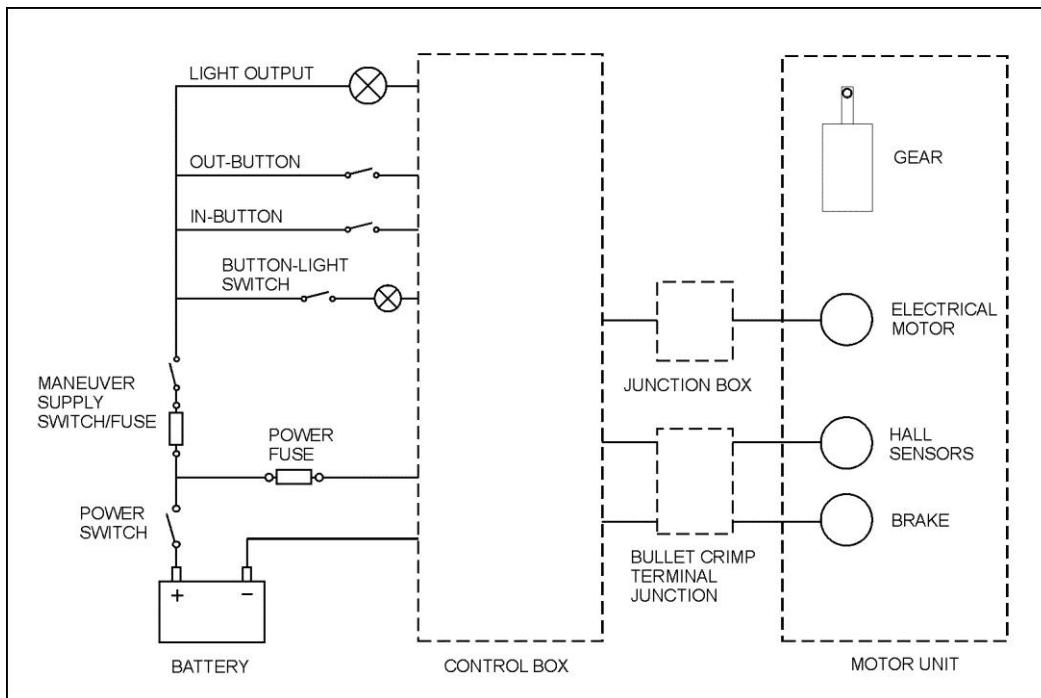 LIGHT OUTPUT
OUT-BUTTON
IN-BUTTON
BUTTON-LIGHT
SWITCH
MANEUVER
SUPPLY
SWITCH/FUSE
POWER
FUSE
POWER
SWITCH
+ −
BATTERY
CONTROL BOX
JUNCTION BOX
BULLET CRIMP
TERMINAL
JUNCTION
GEAR
ELECTRICAL
MOTOR
HALL
SENSORS
BRAKE
MOTOR UNIT